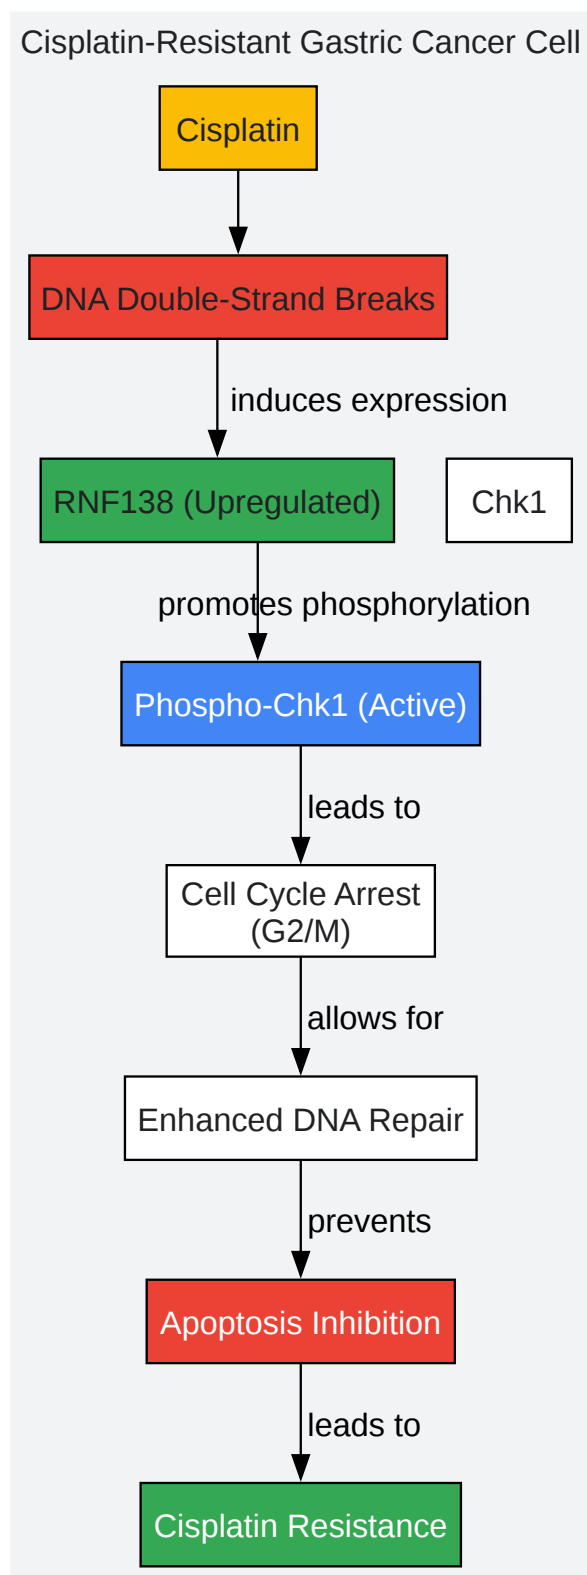 Cisplatin-Resistant Gastric Cancer Cell
Cisplatin
DNA Double-Strand Breaks
induces expression
RNF138 (Upregulated)
Chk1
promotes phosphorylation
Phospho-Chk1 (Active)
leads to
Cell Cycle Arrest
(G2/M)
allows for
Enhanced DNA Repair
prevents
Apoptosis Inhibition
leads to
Cisplatin Resistance